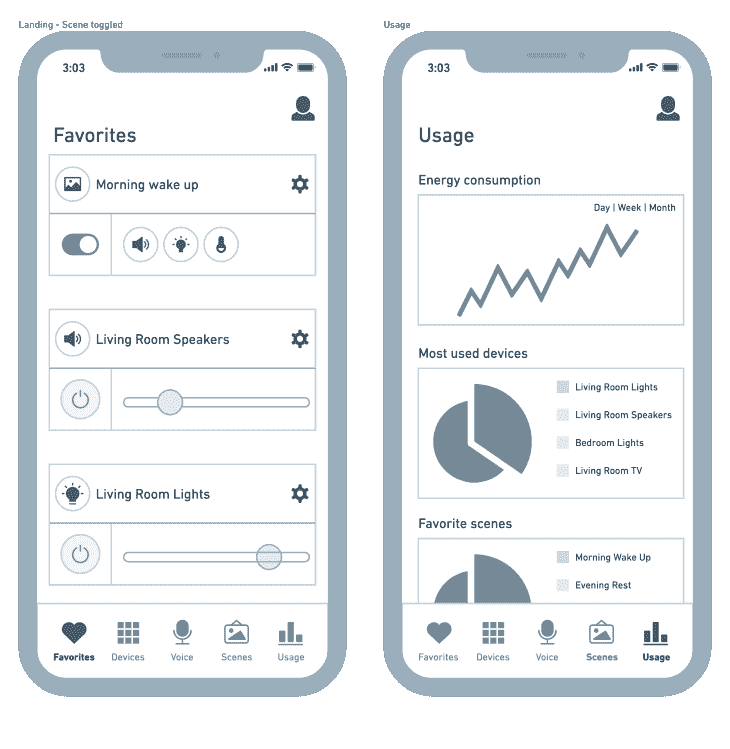 Landing - Scene toggled
3:03
Favorites
Morning wake up
Living Room Speakers
Living Room Lights
Favorites Devices Voice Scenes Usage
Usage
3:03
Usage
Energy consumption
Day | Week | Month
Most used devices
Living Room Lights
Living Room Speakers
Bedroom Lights
Living Room TV
Favorite scenes
Morning Wake Up
Evening Rest
Favorites Devices Voice Scenes Usage